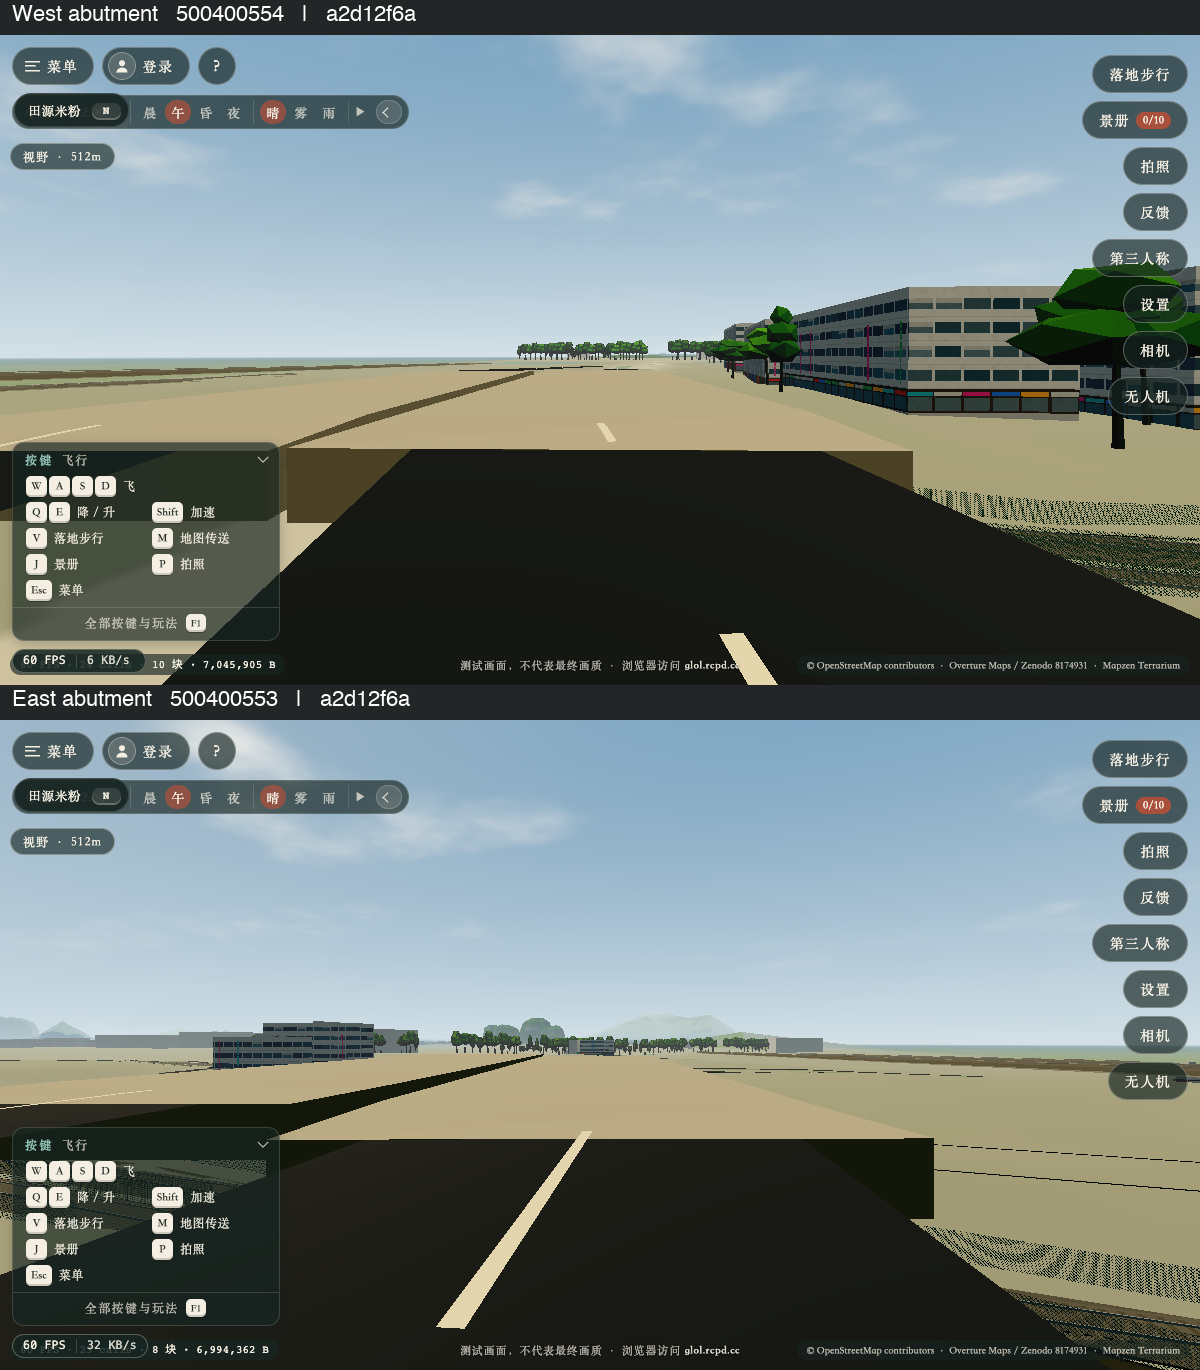 West abutment 500400554 | a2d12f6a
菜单 登录 ?
落地步行
田源米粉 N 晨 午 昏 夜 晴 雾 雨
景册 0/10
视野 · 512m
拍照
反馈
第三人称
设置
相机
无人机
按键 飞行
W A S D 飞
Q E 降 / 升 Shift 加速
V 落地步行 M 地图传送
J 景册 P 拍照
Esc 菜单
全部按键与玩法 F1
60 FPS 6 KB/s 10 块 · 7,045,905 B
测试画面，不代表最终画质 · 浏览器访问 glol.rcpd.cc
© OpenStreetMap contributors · Overture Maps / Zenodo 8174931 · Mapzen Terrarium
East abutment 500400553 | a2d12f6a
菜单 登录 ?
落地步行
田源米粉 N 晨 午 昏 夜 晴 雾 雨
景册 0/10
视野 · 512m
拍照
反馈
第三人称
设置
相机
无人机
按键 飞行
W A S D 飞
Q E 降 / 升 Shift 加速
V 落地步行 M 地图传送
J 景册 P 拍照
Esc 菜单
全部按键与玩法 F1
60 FPS 32 KB/s 8 块 · 6,994,362 B
测试画面，不代表最终画质 · 浏览器访问 glol.rcpd.cc
© OpenStreetMap contributors · Overture Maps / Zenodo 8174931 · Mapzen Terrarium